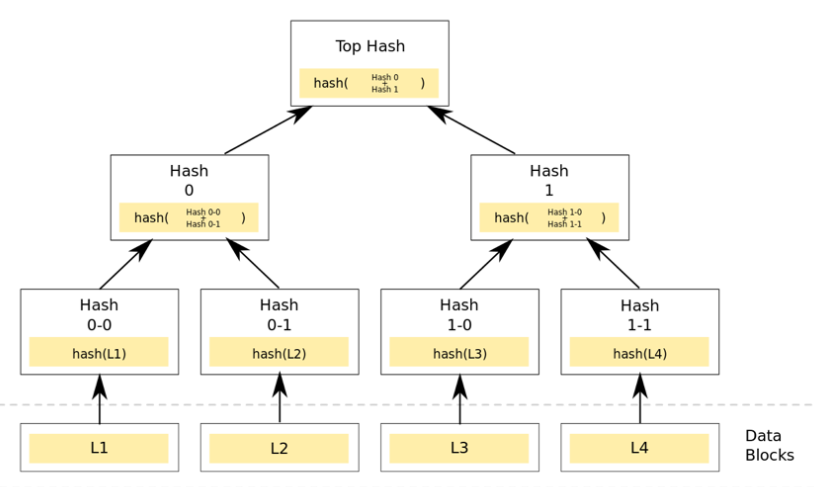 Top Hash
hash( Hash 0 + Hash 1 )
Hash
0
hash( Hash 0-0 + Hash 0-1 )
Hash
1
hash( Hash 1-0 + Hash 1-1 )
Hash
0-0
hash(L1)
Hash
0-1
hash(L2)
Hash
1-0
hash(L3)
Hash
1-1
hash(L4)
L1
L2
L3
L4
Data
Blocks